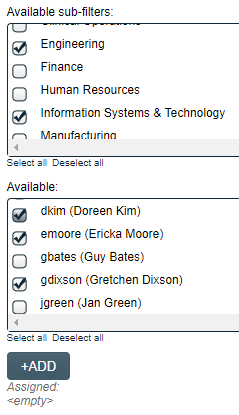 Available sub-filters:
Clinical Operations
Engineering
Finance
Human Resources
Information Systems & Technology
Manufacturing
Select all Deselect all
Available:
dkim (Doreen Kim)
emoore (Ericka Moore)
gbates (Guy Bates)
gdixson (Gretchen Dixson)
jgreen (Jan Green)
Select all Deselect all
+ADD
Assigned:
<empty>